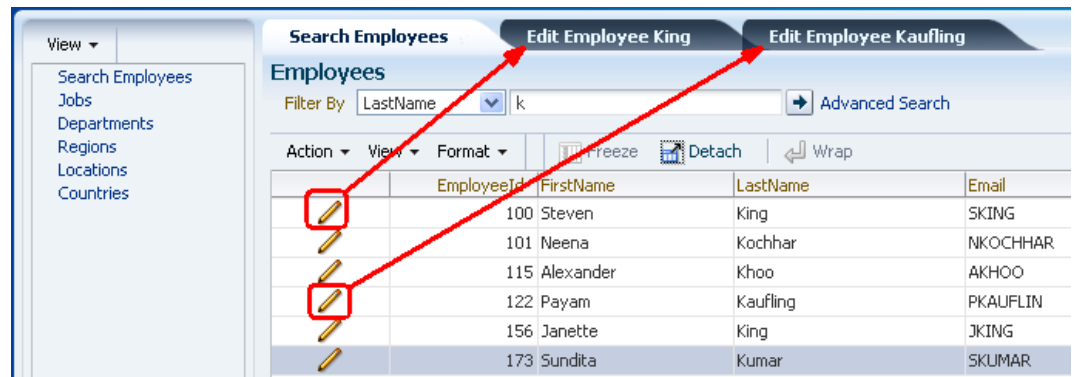 View
Search Employees
Jobs
Departments
Regions
Locations
Countries
Search Employees Edit Employee King Edit Employee Kaufling
Employees
Filter By LastName k Advanced Search
Action View Format Freeze Detach Wrap
EmployeeId FirstName LastName Email
100 Steven King SKING
101 Neena Kochhar NKOCHHAR
115 Alexander Khoo AKHOO
122 Payam Kaufling PKAUFLIN
156 Janette King JKING
173 Sundita Kumar SKUMAR